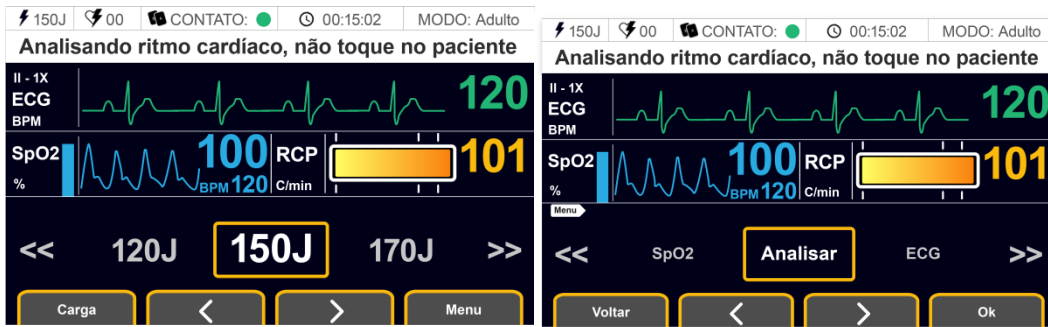 150J 00 CONTATO: 00:15:02 MODO: Adulto
Analisando ritmo cardíaco, não toque no paciente
II - 1X
ECG
BPM
120
SpO2
%
100
BPM 120
RCP
C/min
101
<< 120J 150J 170J >>
Carga < > Menu
150J 00 CONTATO: 00:15:02 MODO: Adulto
Analisando ritmo cardíaco, não toque no paciente
II - 1X
ECG
BPM
120
SpO2
%
100
BPM 120
RCP
C/min
101
Menu
<< SpO2 Analisar ECG >>
Voltar < > Ok